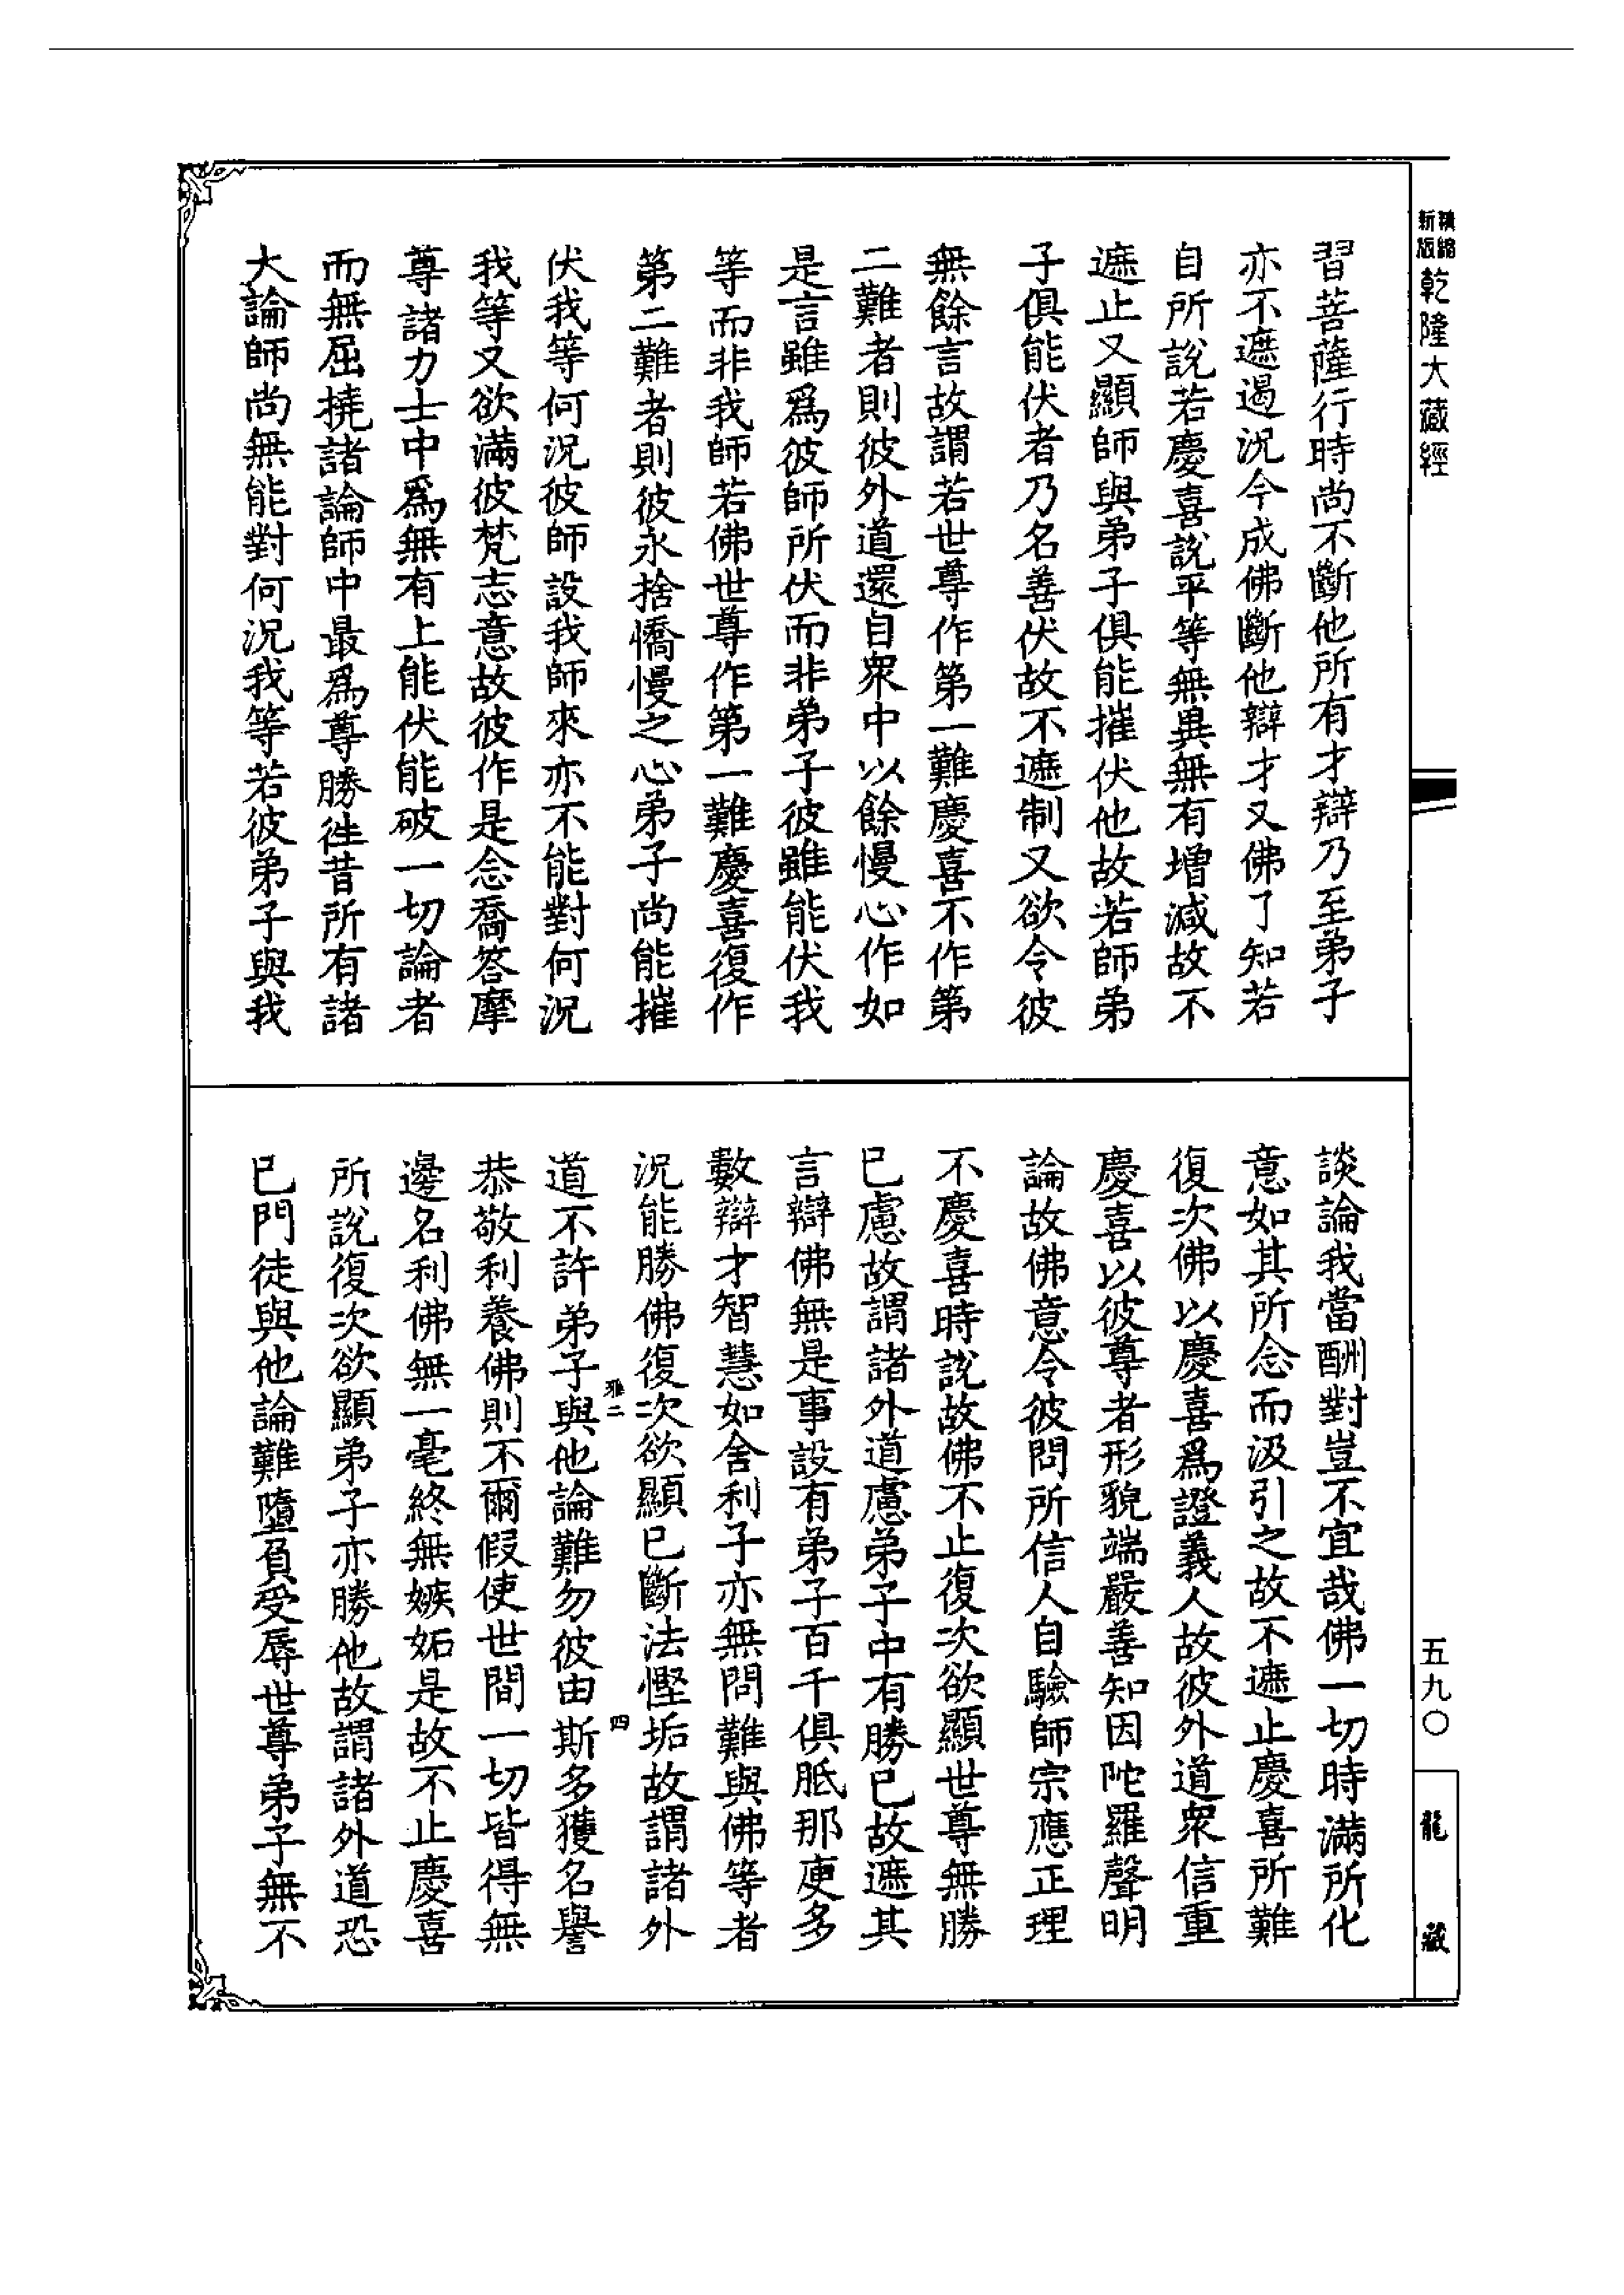 新版 精縮 乾隆大藏經
習菩薩行時尚不斷他所有才辯乃至弟子
亦不遮遏況今成佛斷他辯才又佛了知若
自所說若慶喜說平等無異無有增減故不
遮止又顯師與弟子俱能摧伏他故若師弟
子俱能伏者乃名善伏故不遮制又欲令彼
無餘言故謂若世尊作第一難慶喜不作第
二難者則彼外道還自衆中以餘慢心作如
是言雖爲彼師所伏而非弟子彼雖能伏我
等而非我師若佛世尊作第一難慶喜復作
第二難者則彼永捨憍慢之心弟子尚能摧
伏我等何況彼師設我師來亦不能對何況
我等又欲滿彼梵志意故彼作是念喬答摩
尊諸力士中爲無有上能伏能破一切論者
而無屈撓諸論師中最爲尊勝徃昔所有諸
大論師尚無能對何況我等若彼弟子與我
談論我當酬對豈不宜哉佛一切時滿所化
意如其所念而汲引之故不遮止慶喜所難
復次佛以慶喜爲證義人故彼外道衆信重
慶喜以彼尊者形貌端嚴善知因陀羅聲明
論故佛意令彼問所信人自驗師宗應正理
不慶喜時說故佛不止復次欲顯世尊無勝
已慮故謂諸外道慮弟子中有勝已故遮其
言辯佛無是事設有弟子百千俱胝那庾多
數辯才智慧如舍利子亦無問難與佛等者
況能勝佛復次欲顯已斷法慳垢故謂諸外
雅二
四
道不許弟子與他論難勿彼由斯多獲名譽
恭敬利養佛則不爾假使世間一切皆得無
邊名利佛無一毫終無嫉妬是故不止慶喜
所說復次欲顯弟子亦勝他故謂諸外道恐
已門徒與他論難墮負受辱世尊弟子無不
五九〇
龍藏